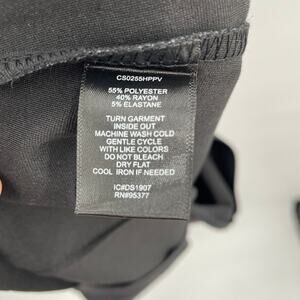 CS0255HPPV
55% POLYESTER
40% RAYON
5% ELASTANE
TURN GARMENT
INSIDE OUT
MACHINE WASH COLD
GENTLE CYCLE
WITH LIKE COLORS
DO NOT BLEACH
DRY FLAT
COOL IRON IF NEEDED
IC#DS1907
RN#95377